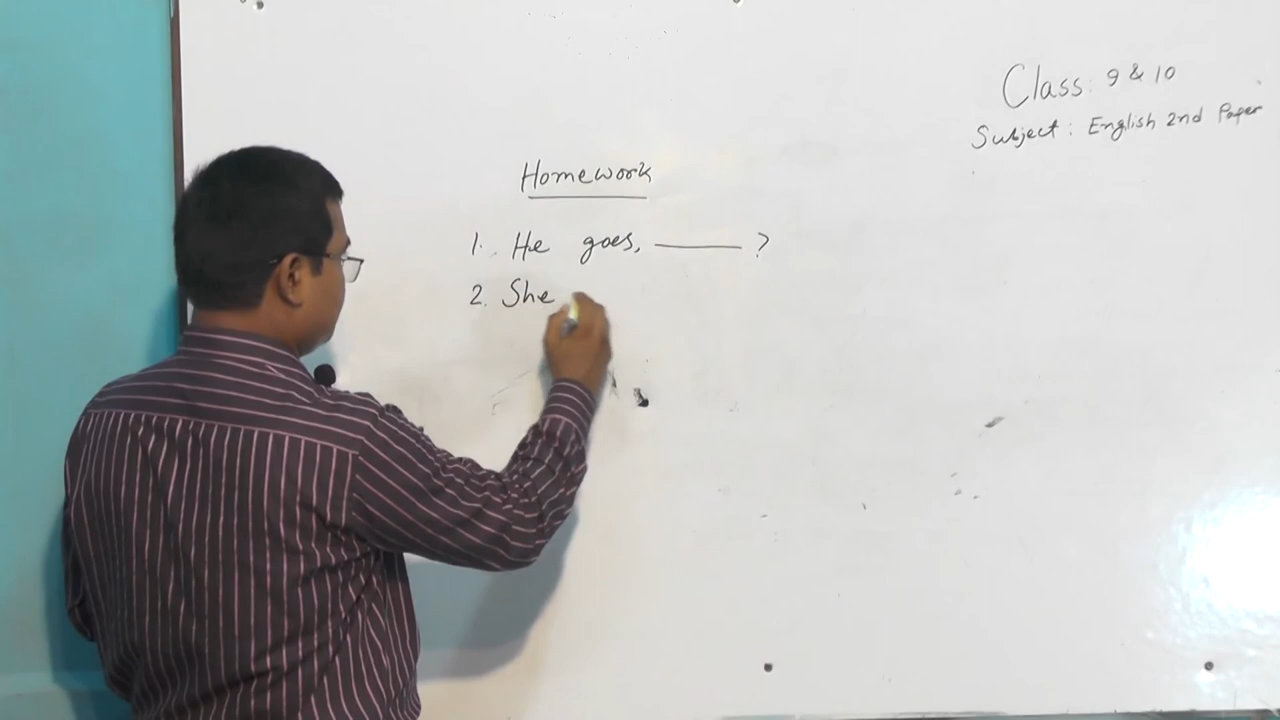 Class: 9 & 10
Subject: English 2nd Paper
Homework
1. He goes, ______ ?
2. She